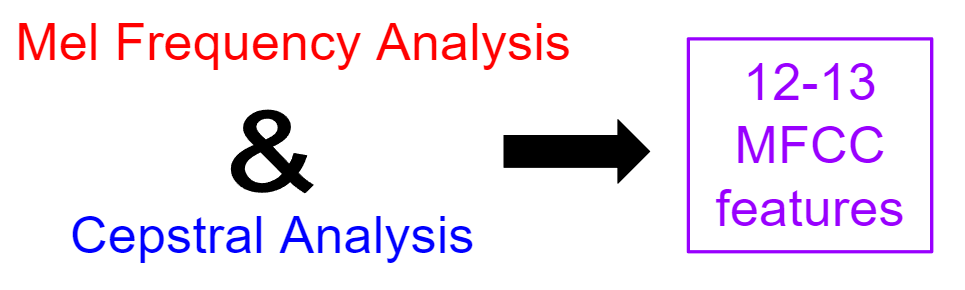 Mel Frequency Analysis
&
Cepstral Analysis
12-13
MFCC
features